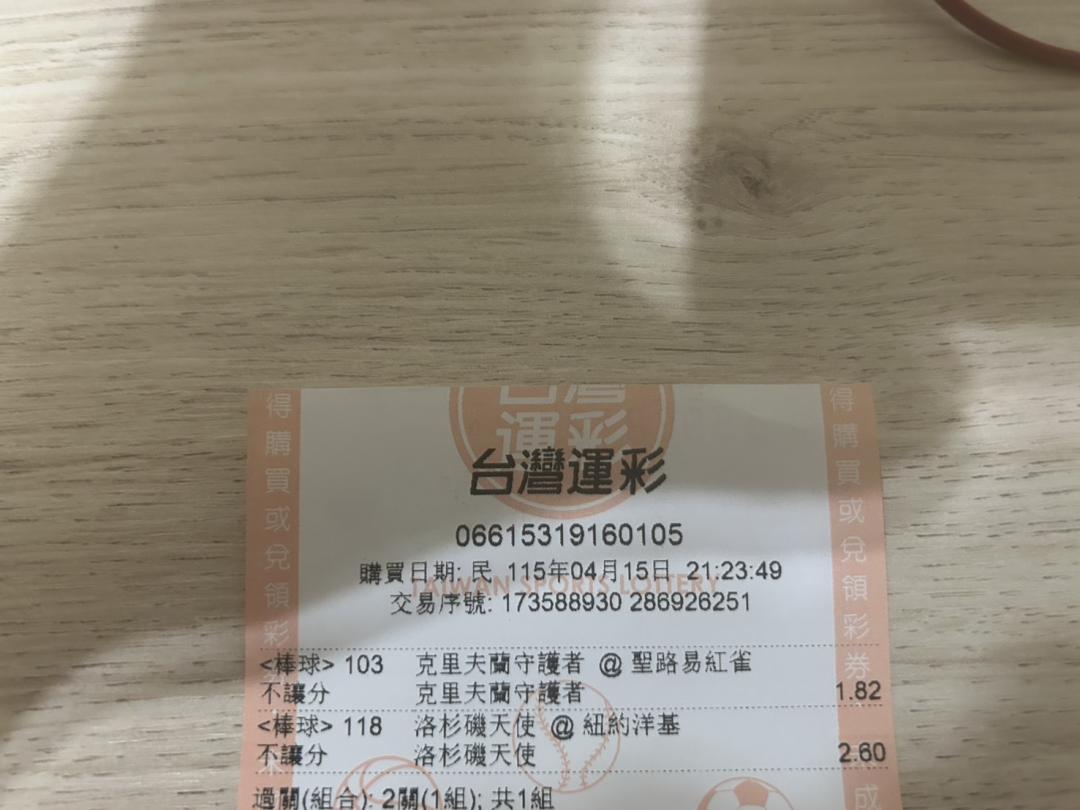 台灣
運彩
台灣運彩
06615319160105
購買日期: 民 115年04月15日 21:23:49
TAIWAN SPORTS LOTTERY
交易序號: 173588930 286926251
<棒球> 103 克里夫蘭守護者 @ 聖路易紅雀
不讓分 克里夫蘭守護者 1.82
<棒球> 118 洛杉磯天使 @ 紐約洋基
不讓分 洛杉磯天使 2.60
過關(組合): 2關(1組); 共1組
得購買或兌領彩
得購買或兌領彩券
成